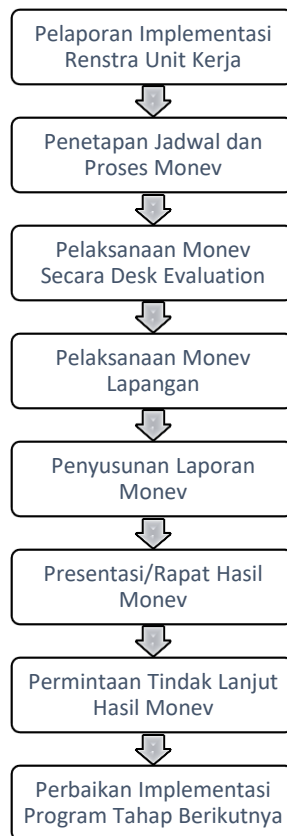 Pelaporan Implementasi
Renstra Unit Kerja
Penetapan Jadwal dan
Proses Monev
Pelaksanaan Monev
Secara Desk Evaluation
Pelaksanaan Monev
Lapangan
Penyusunan Laporan
Monev
Presentasi/Rapat Hasil
Monev
Permintaan Tindak Lanjut
Hasil Monev
Perbaikan Implementasi
Program Tahap Berikutnya